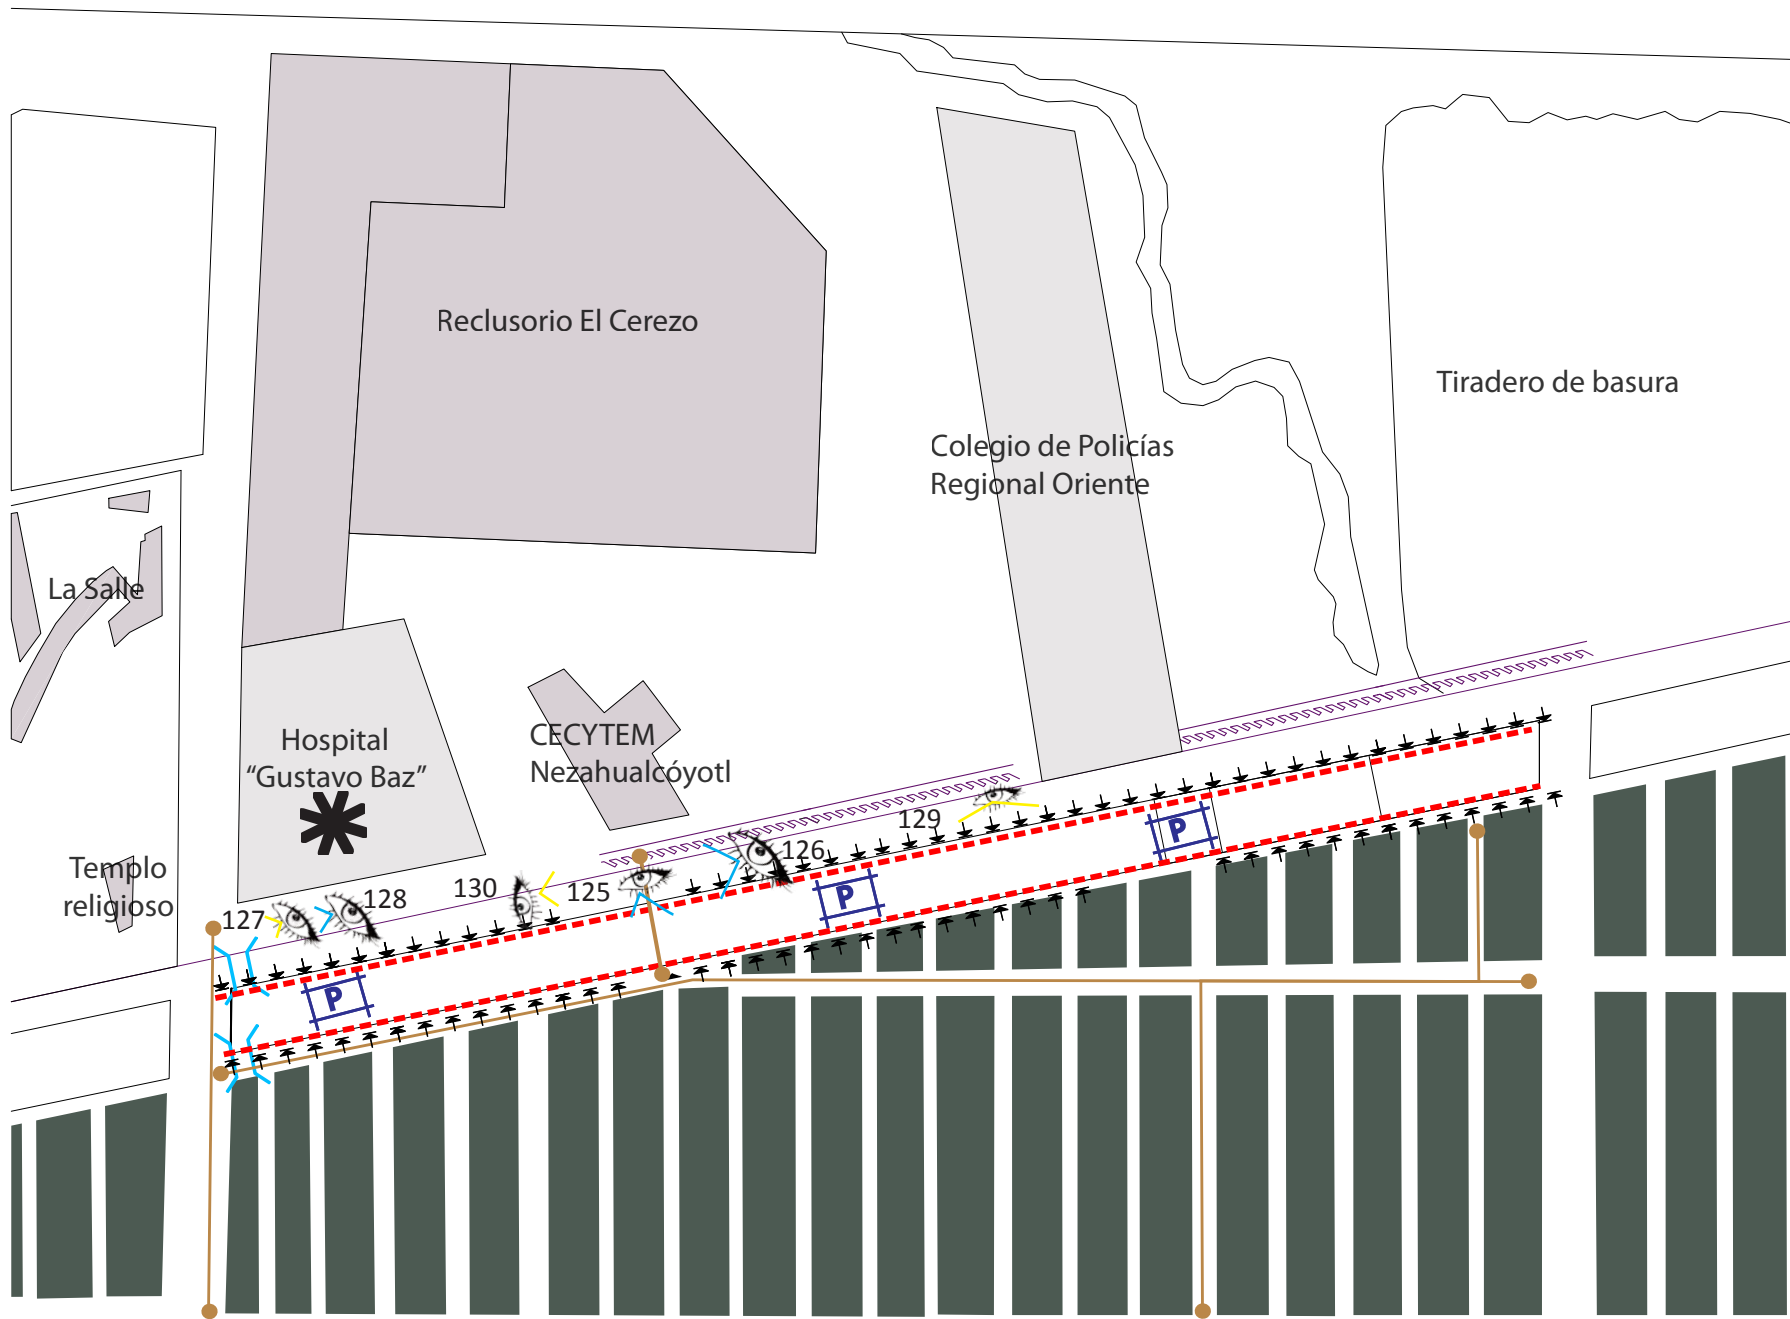 Reclusorio El Cerezo
Tiradero de basura
Colegio de Policías
Regional Oriente
La Salle
Hospital
“Gustavo Baz”
CECYTEM
Nezahualcóyotl
Templo
religioso
129
126
125
130
128
127
P
P
P